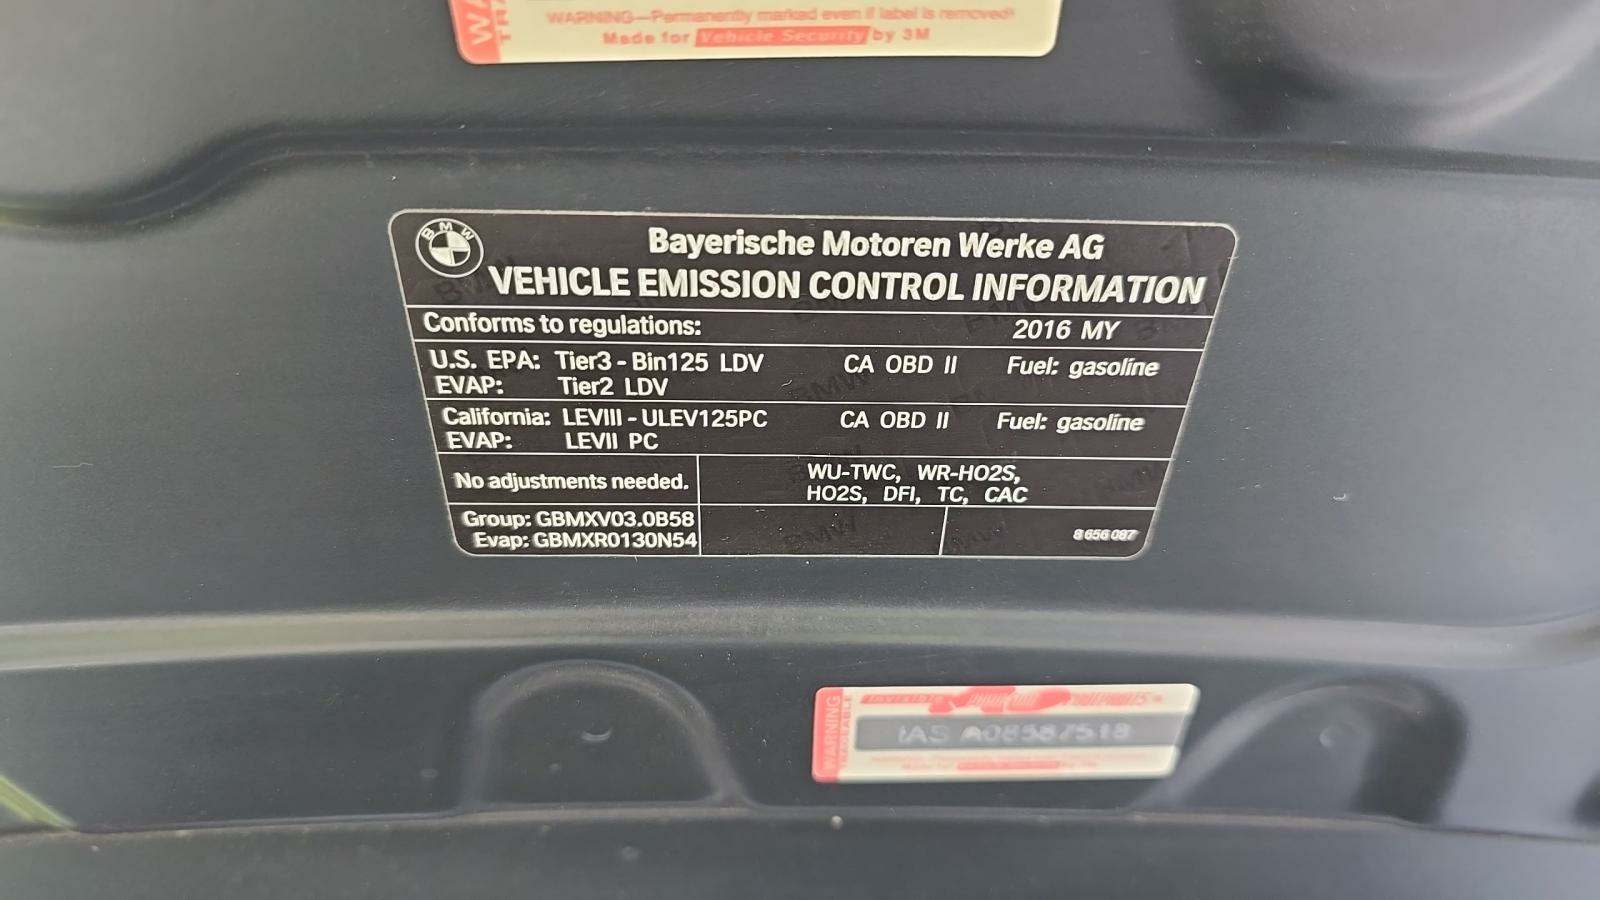 WARNING—Permanently marked even if label is removed!
Made for Vehicle Security by 3M
BMW
Bayerische Motoren Werke AG
VEHICLE EMISSION CONTROL INFORMATION
Conforms to regulations: 2016 MY
U.S. EPA: Tier3 - Bin125 LDV CA OBD II Fuel: gasoline
EVAP: Tier2 LDV
California: LEVIII - ULEV125PC CA OBD II Fuel: gasoline
EVAP: LEVII PC
No adjustments needed. WU-TWC, WR-HO2S,
HO2S, DFI, TC, CAC
Group: GBMXV03.0B58
Evap: GBMXR0130N54
8 656 087
WARNING
IAS A08587518